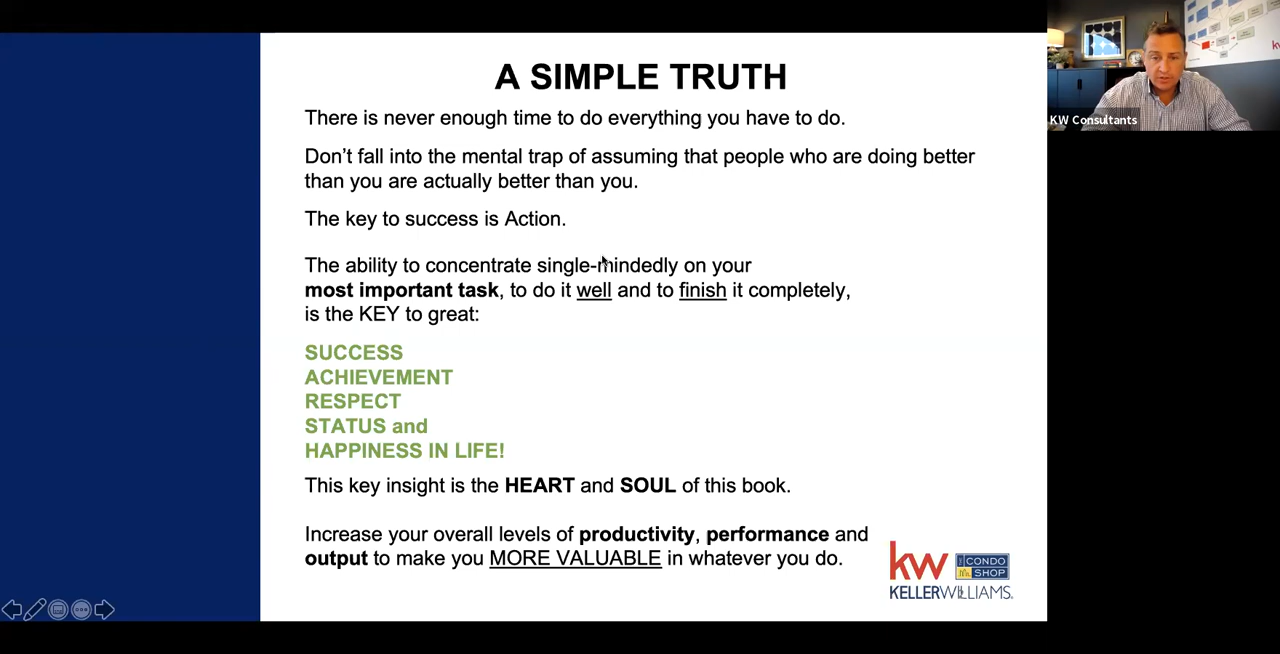 A SIMPLE TRUTH
There is never enough time to do everything you have to do.
Don’t fall into the mental trap of assuming that people who are doing better
than you are actually better than you.
The key to success is Action.
The ability to concentrate single-mindedly on your
most important task, to do it well and to finish it completely,
is the KEY to great:
SUCCESS
ACHIEVEMENT
RESPECT
STATUS and
HAPPINESS IN LIFE!
This key insight is the HEART and SOUL of this book.
Increase your overall levels of productivity, performance and
output to make you MORE VALUABLE in whatever you do.
kw
CONDO
SHOP
KELLERWILLIAMS.
KW Consultants